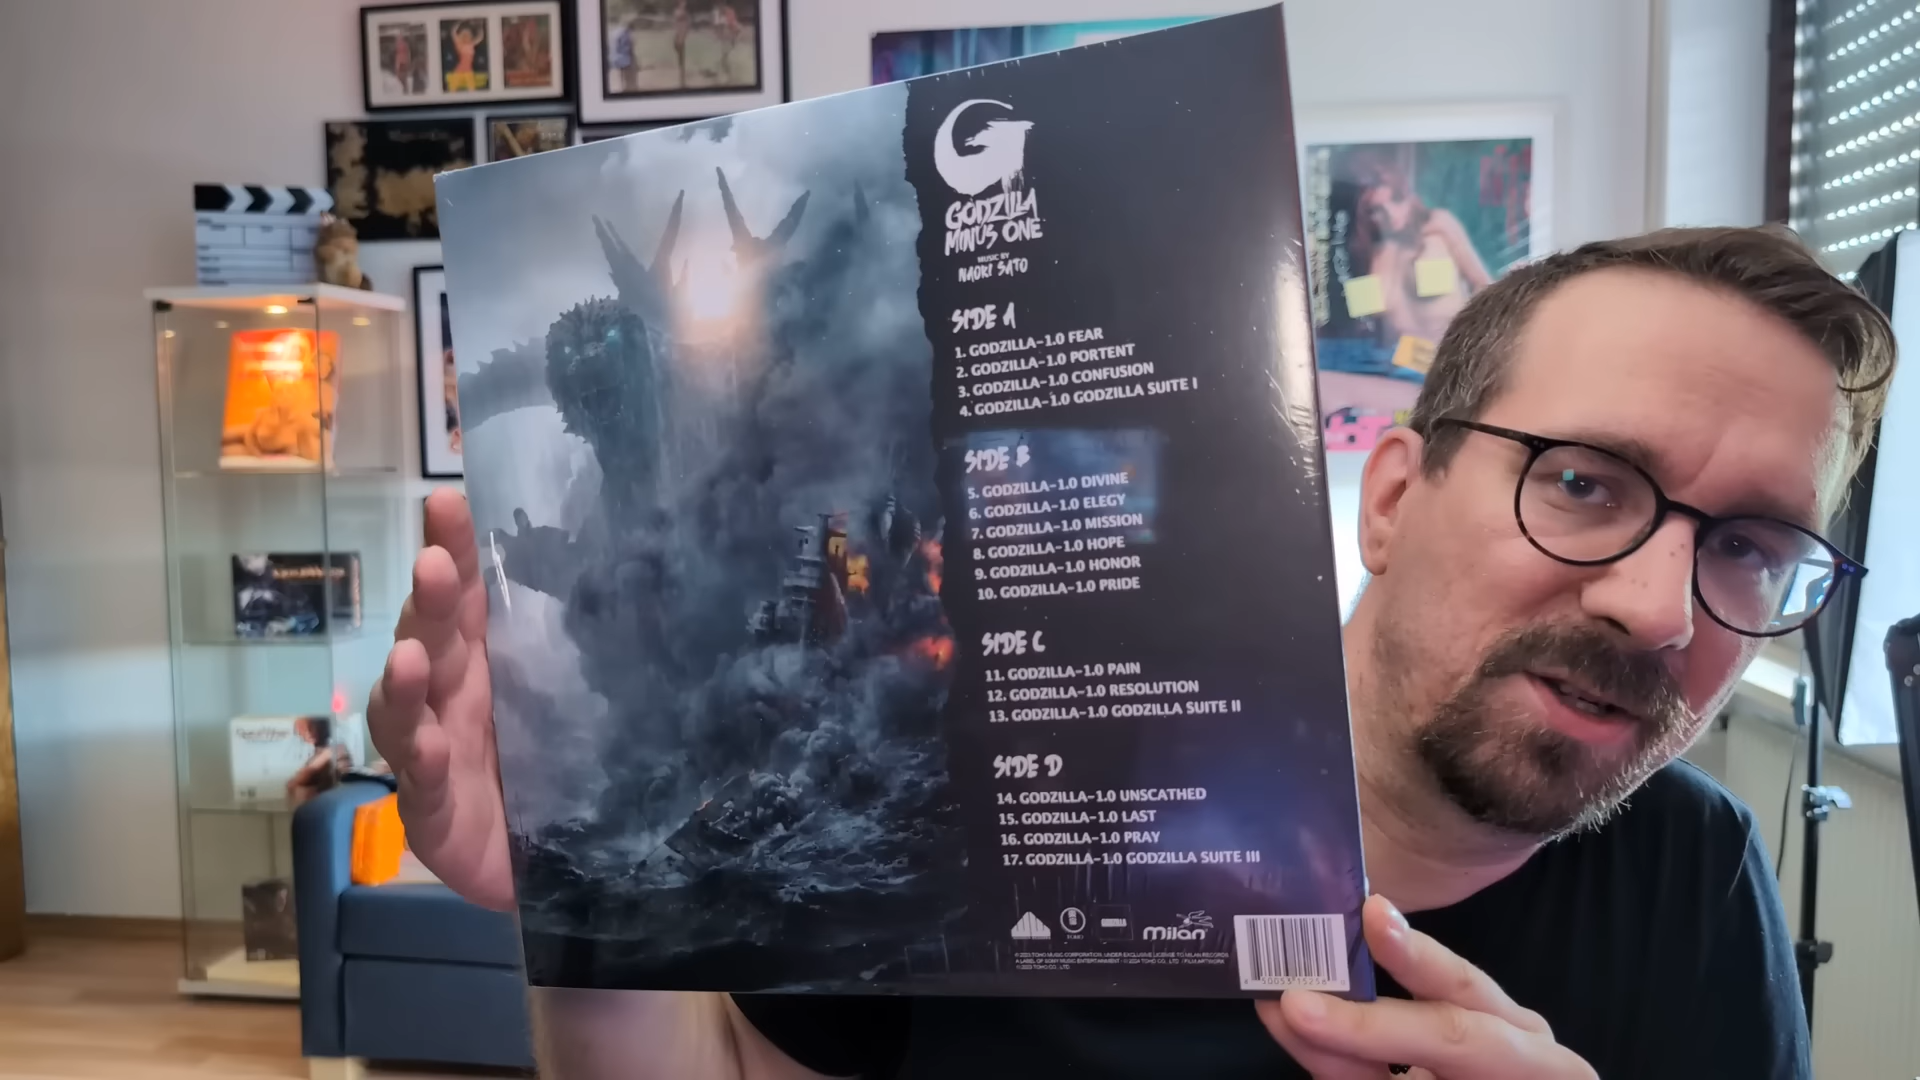 GODZILLA
MINUS ONE
MUSIC BY
NAOKI SATO
SIDE A
1. GODZILLA-1.0 FEAR
2. GODZILLA-1.0 PORTENT
3. GODZILLA-1.0 CONFUSION
4. GODZILLA-1.0 GODZILLA SUITE I
SIDE B
5. GODZILLA-1.0 DIVINE
6. GODZILLA-1.0 ELEGY
7. GODZILLA-1.0 MISSION
8. GODZILLA-1.0 HOPE
9. GODZILLA-1.0 HONOR
10. GODZILLA-1.0 PRIDE
SIDE C
11. GODZILLA-1.0 PAIN
12. GODZILLA-1.0 RESOLUTION
13. GODZILLA-1.0 GODZILLA SUITE II
SIDE D
14. GODZILLA-1.0 UNSCATHED
15. GODZILLA-1.0 LAST
16. GODZILLA-1.0 PRAY
17. GODZILLA-1.0 GODZILLA SUITE III
TOHO
GODZILLA
milan